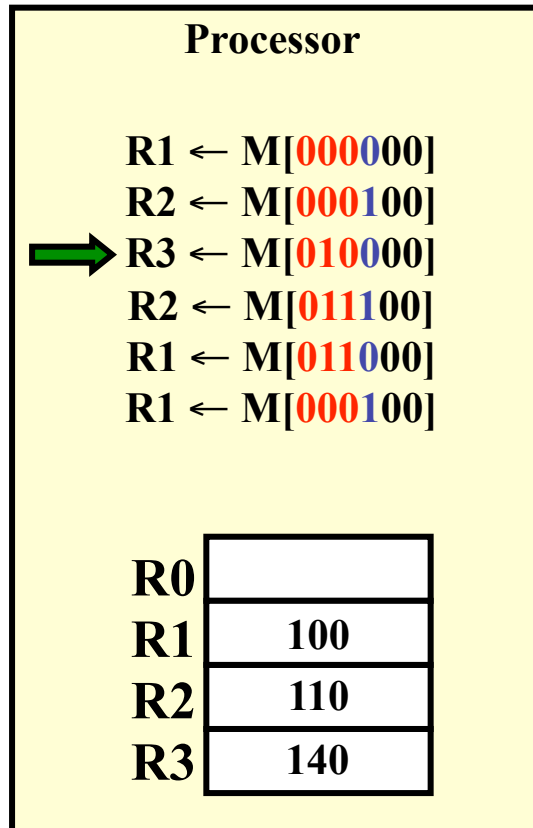 Processor
R1 ← M[000000]
R2 ← M[000100]
R3 ← M[010000]
R2 ← M[011100]
R1 ← M[011000]
R1 ← M[000100]
R0
R1 100
R2 110
R3 140